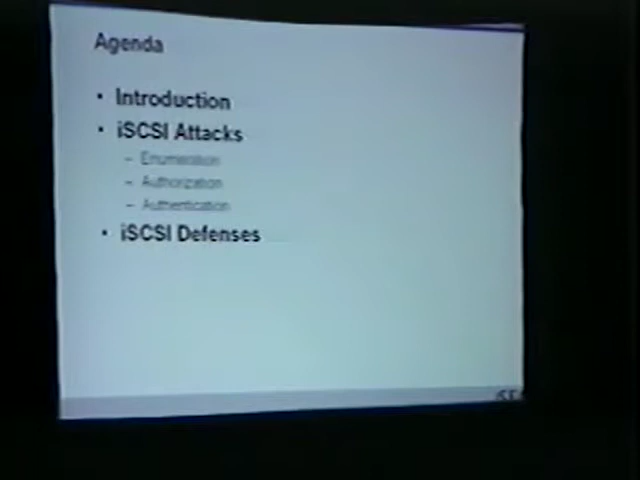 Agenda
• Introduction
• iSCSI Attacks
– Enumeration
– Authorization
– Authentication
• iSCSI Defenses